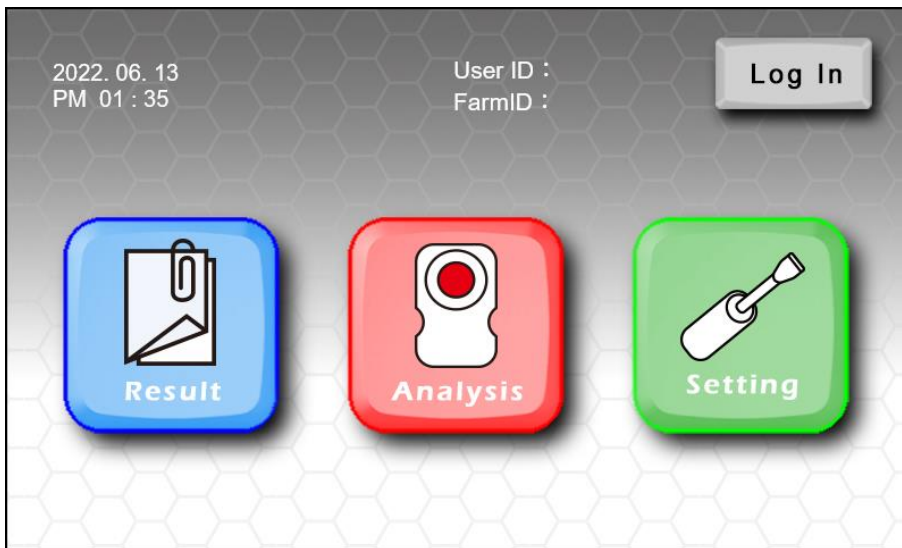 2022. 06. 13
PM 01 : 35
User ID :
FarmID :
Log In
Result
Analysis
Setting